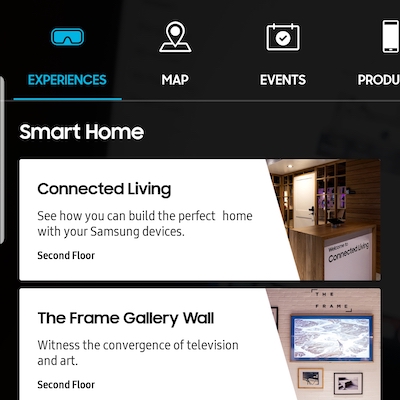 EXPERIENCES
MAP
EVENTS
PRODU
Smart Home
Connected Living
See how you can build the perfect home
with your Samsung devices.
Second Floor
Welcome to
Connected Living
The Frame Gallery Wall
Witness the convergence of television
and art.
Second Floor
THE
FRAME